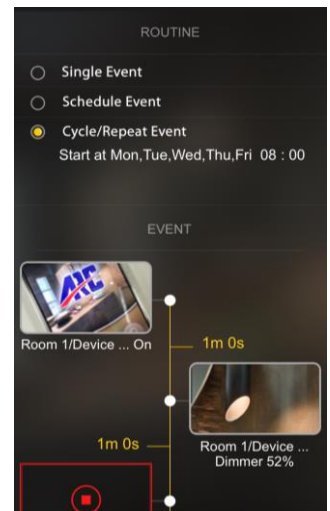 ROUTINE
Single Event
Schedule Event
Cycle/Repeat Event
Start at Mon,Tue,Wed,Thu,Fri 08 : 00
EVENT
ARC
Room 1/Device ... On
1m 0s
1m 0s
Room 1/Device ...
Dimmer 52%